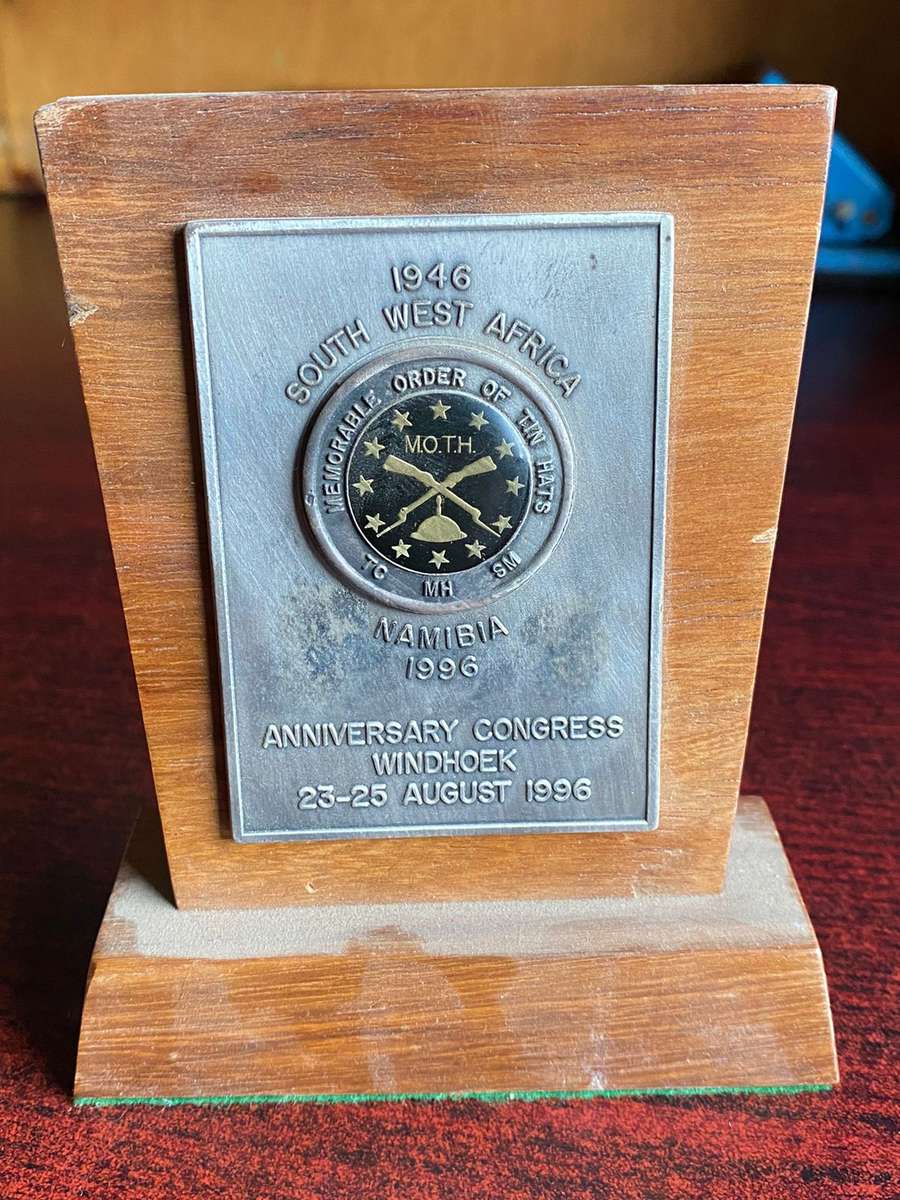 1946
SOUTH WEST AFRICA
MEMORABLE ORDER OF TIN HATS
M.O.T.H.
TC MH SM
NAMIBIA
1996
ANNIVERSARY CONGRESS
WINDHOEK
23-25 AUGUST 1996